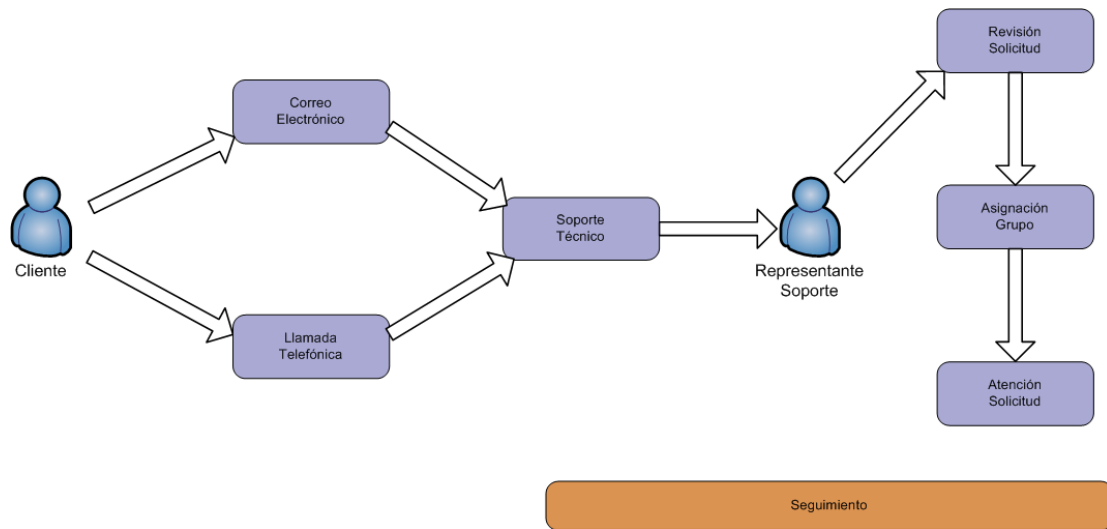 Cliente
Correo
Electrónico
Llamada
Telefónica
Soporte
Técnico
Representante
Soporte
Revisión
Solicitud
Asignación
Grupo
Atención
Solicitud
Seguimiento